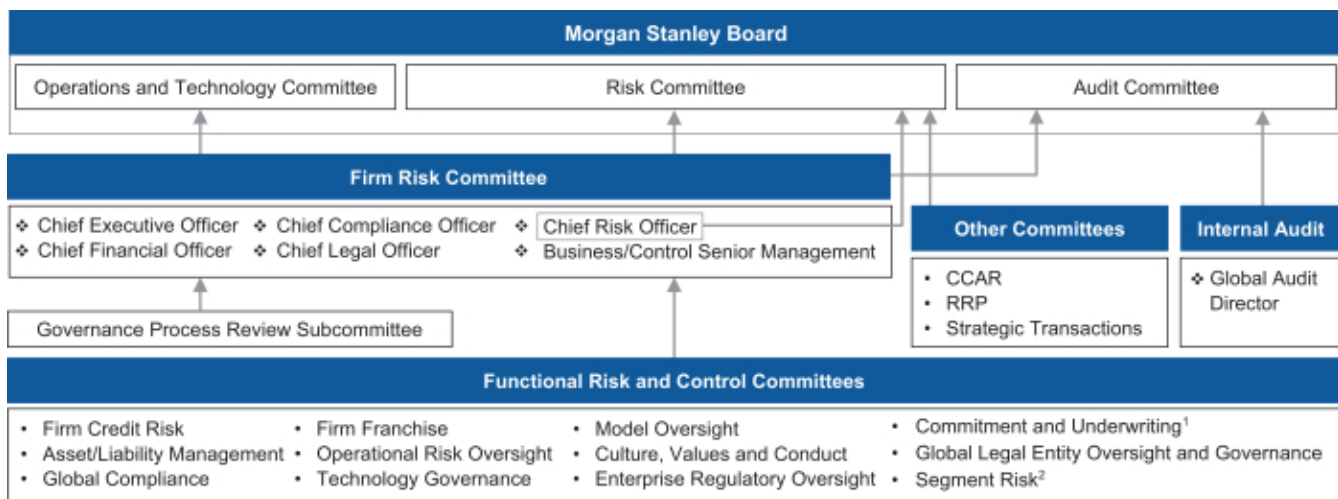 Morgan Stanley Board
Operations and Technology Committee
Risk Committee
Audit Committee
Firm Risk Committee
❖ Chief Executive Officer
❖ Chief Financial Officer
❖ Chief Compliance Officer
❖ Chief Legal Officer
❖ Chief Risk Officer
❖ Business/Control Senior Management
Other Committees
• CCAR
• RRP
• Strategic Transactions
Internal Audit
❖ Global Audit
Director
Governance Process Review Subcommittee
Functional Risk and Control Committees
• Firm Credit Risk
• Asset/Liability Management
• Global Compliance
• Firm Franchise
• Operational Risk Oversight
• Technology Governance
• Model Oversight
• Culture, Values and Conduct
• Enterprise Regulatory Oversight
• Commitment and Underwriting¹
• Global Legal Entity Oversight and Governance
• Segment Risk²